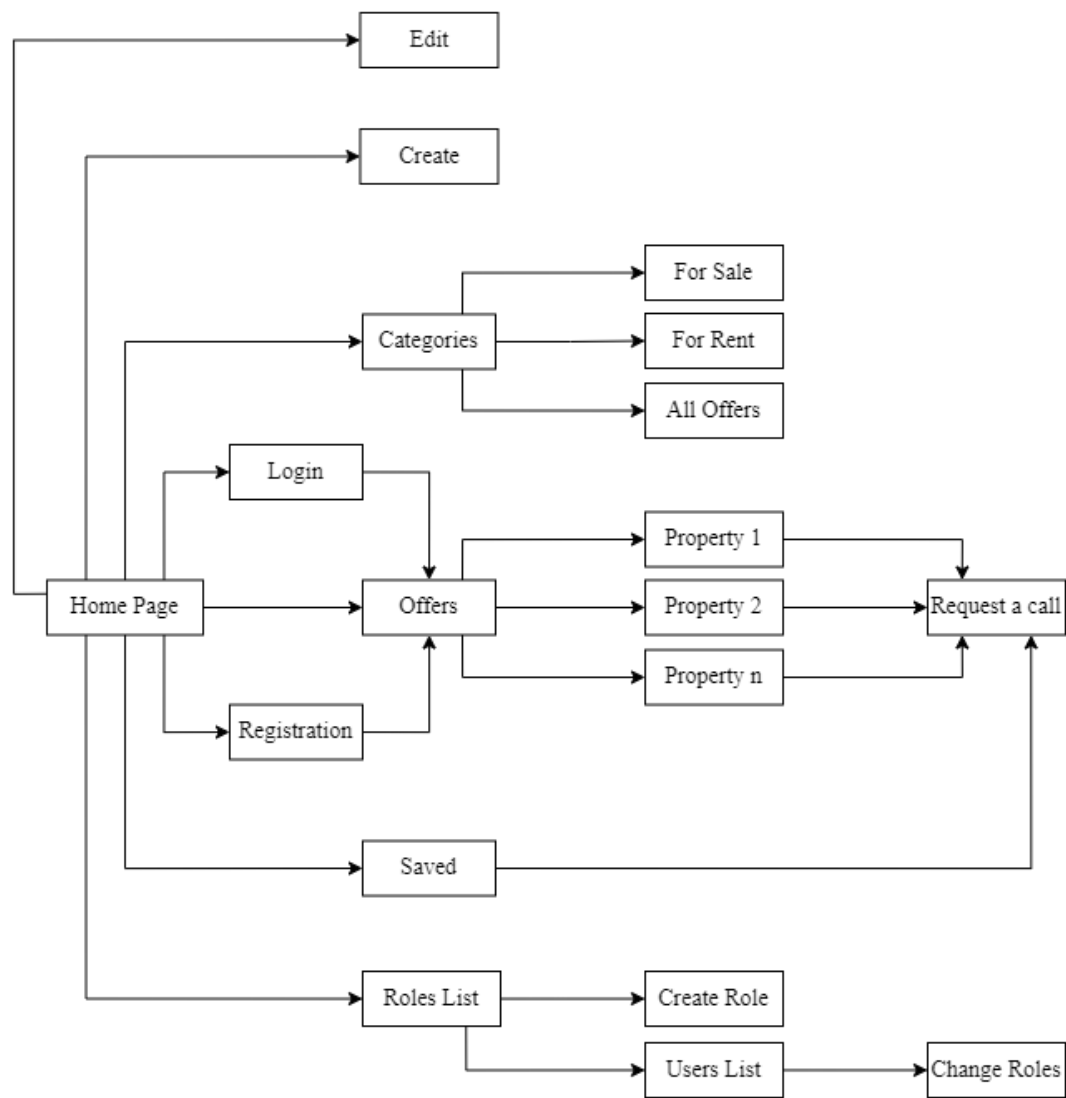 Edit
Create
For Sale
Categories
For Rent
All Offers
Login
Property 1
Home Page
Offers
Property 2
Request a call
Property n
Registration
Saved
Roles List
Create Role
Users List
Change Roles